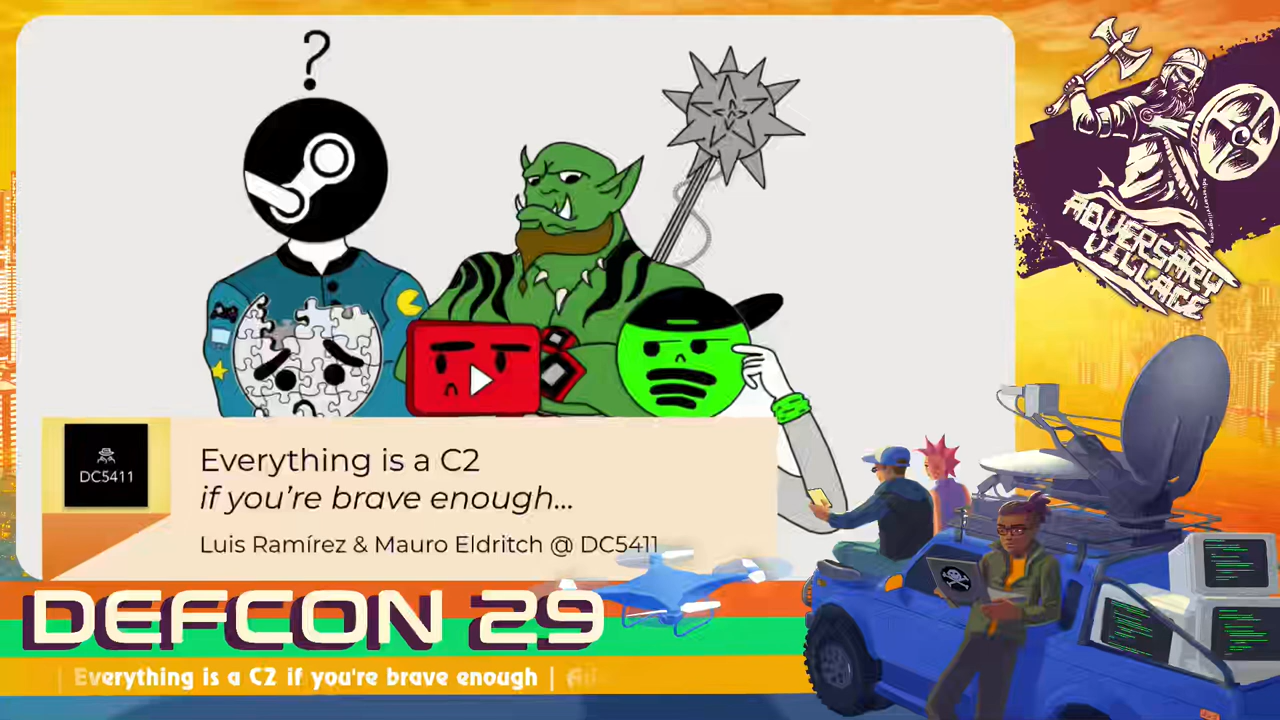 ?
ADVERSARY
VILLAGE
DC5411
Everything is a C2
if you're brave enough...
Luis Ramírez & Mauro Eldritch @ DC5411
DEFCON 29
| Everything is a C2 if you're brave enough |